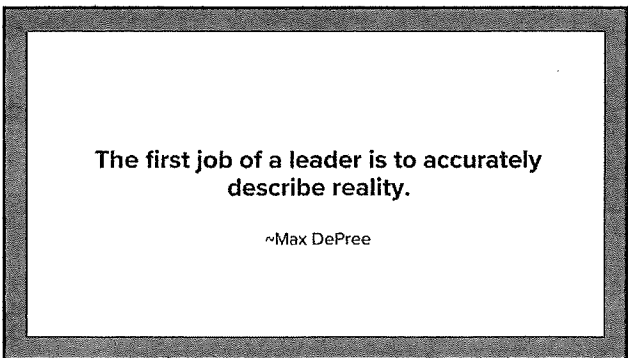 The first job of a leader is to accurately
describe reality.
~Max DePree